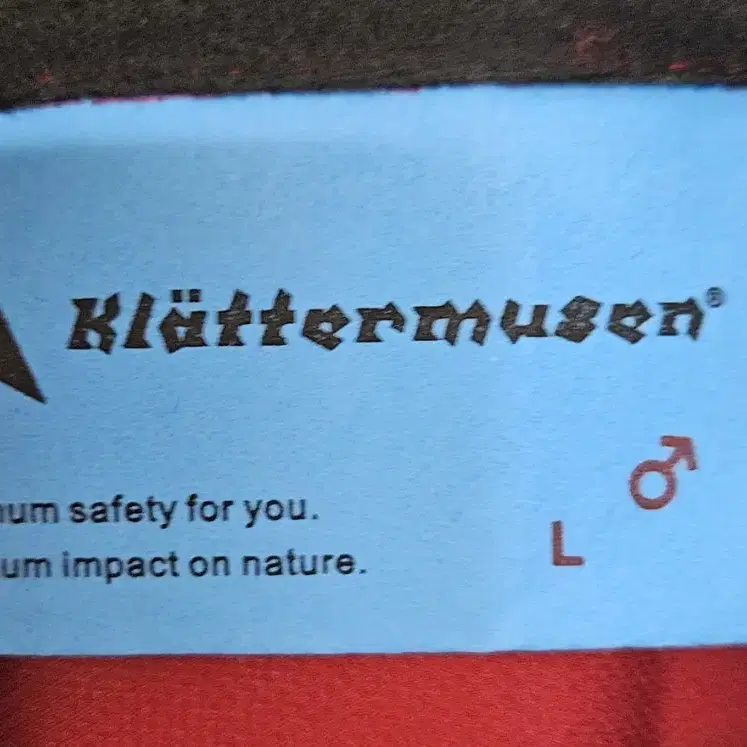 Klättermusen®
um safety for you.
um impact on nature.
♂
L